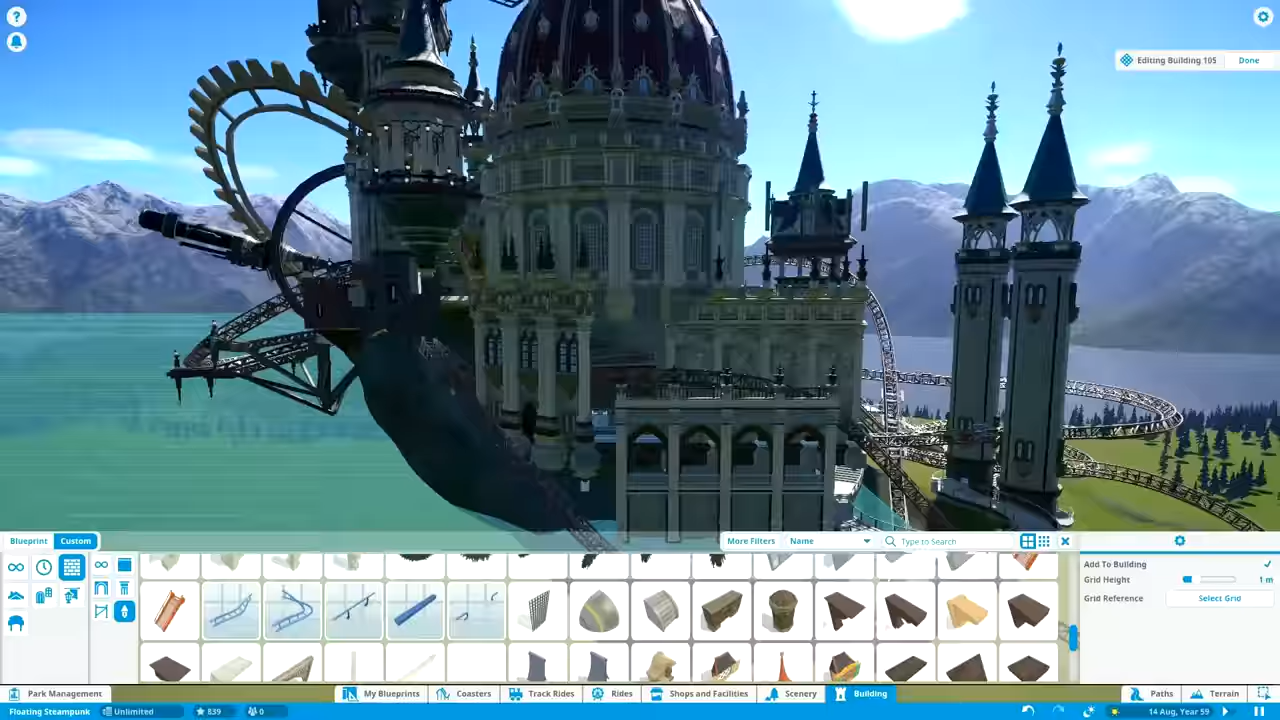 ?
Editing Building 105 Done
Blueprint Custom
More Filters Name Type to Search
Add To Building
Grid Height 1 m
Grid Reference Select Grid
Park Management My Blueprints Coasters Track Rides Rides Shops and Facilities Scenery Building Paths Terrain
Floating Steampunk Unlimited 839 0 14 Aug, Year 59